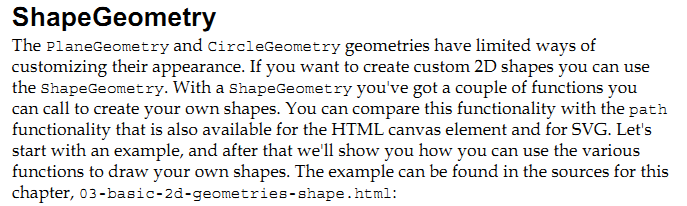 ShapeGeometry
The PlaneGeometry and CircleGeometry geometries have limited ways of
customizing their appearance. If you want to create custom 2D shapes you can use
the ShapeGeometry. With a ShapeGeometry you've got a couple of functions you
can call to create your own shapes. You can compare this functionality with the path
functionality that is also available for the HTML canvas element and for SVG. Let's
start with an example, and after that we'll show you how you can use the various
functions to draw your own shapes. The example can be found in the sources for this
chapter, 03-basic-2d-geometries-shape.html: